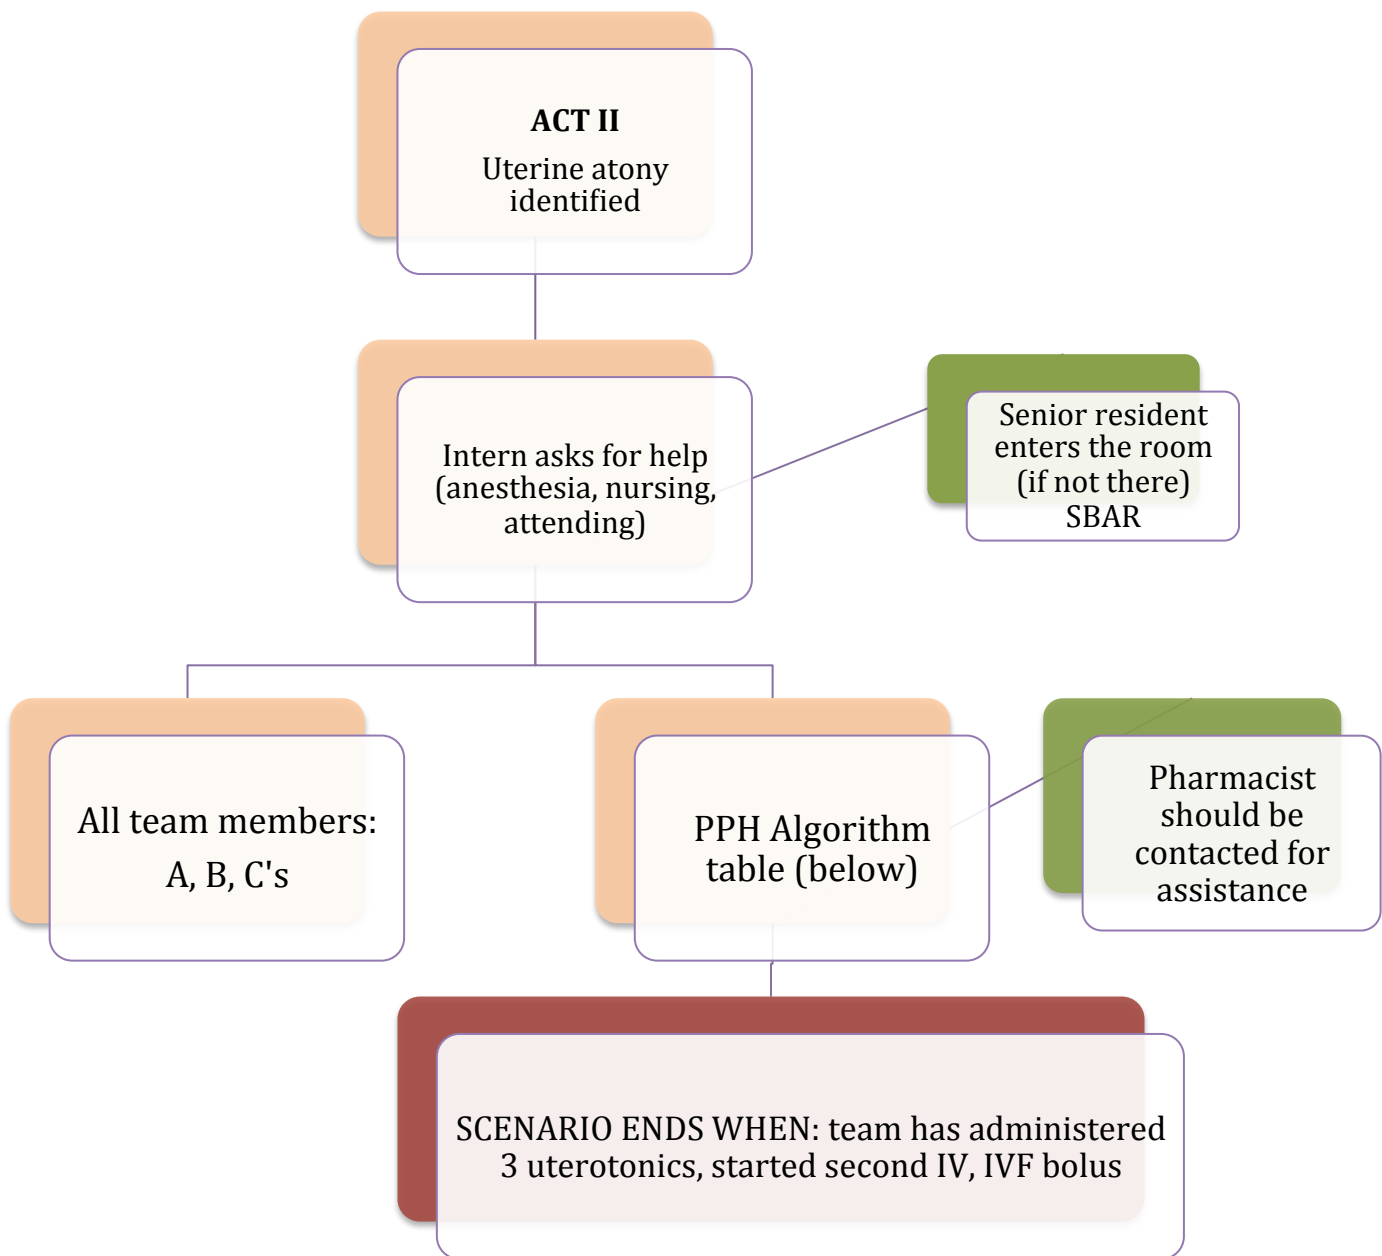 ACT II
Uterine atony
identified
Intern asks for help
(anesthesia, nursing,
attending)
Senior resident
enters the room
(if not there)
SBAR
All team members:
A, B, C's
PPH Algorithm
table (below)
Pharmacist
should be
contacted for
assistance
SCENARIO ENDS WHEN: team has administered
3 uterotonics, started second IV, IVF bolus